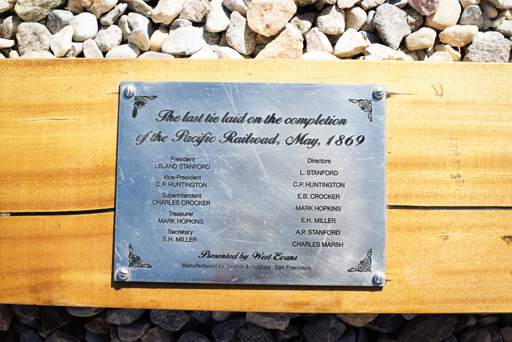 The last tie laid on the completion
of the Pacific Railroad, May, 1869
President
LELAND STANFORD
Vice-President
C.P. HUNTINGTON
Superintendent
CHARLES CROCKER
Treasurer
MARK HOPKINS
Secretary
E.H. MILLER
Directors
L. STANFORD
C.P. HUNTINGTON
E.B. CROCKER
MARK HOPKINS
E.H. MILLER
A.P. STANFORD
CHARLES MARSH
Presented by West Evans
Manufactured by Strahle & Hughes, San Francisco